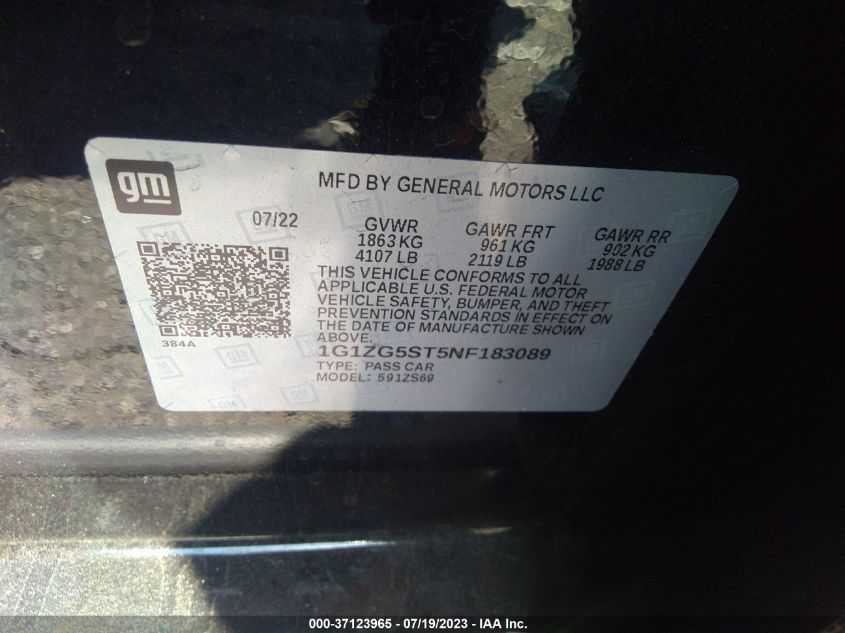 gm
MFD BY GENERAL MOTORS LLC
07/22
GVWR GAWR FRT GAWR RR
1863 KG 961 KG 902 KG
4107 LB 2119 LB 1988 LB
THIS VEHICLE CONFORMS TO ALL
APPLICABLE U.S. FEDERAL MOTOR
VEHICLE SAFETY, BUMPER, AND THEFT
PREVENTION STANDARDS IN EFFECT ON
THE DATE OF MANUFACTURE SHOWN
ABOVE.
384A
1G1ZG5ST5NF183089
TYPE: PASS CAR
MODEL: 591ZS69
000-37123965 - 07/19/2023 - IAA Inc.